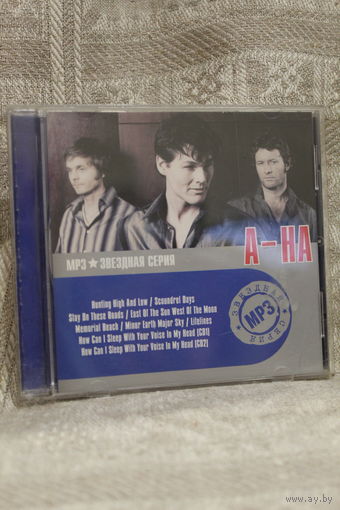 A-HA
MP3 ★ ЗВЕЗДНАЯ СЕРИЯ
Hunting High And Low / Scoundrel Days
Stay On These Roads / East Of The Sun West Of The Moon
Memorial Beach / Minor Earth Major Sky / Lifelines
How Can I Sleep With Your Voice In My Head (CD1)
How Can I Sleep With Your Voice In My Head (CD2)
ЗВЕЗДНАЯ
MP3
СЕРИЯ
© www.ay.by